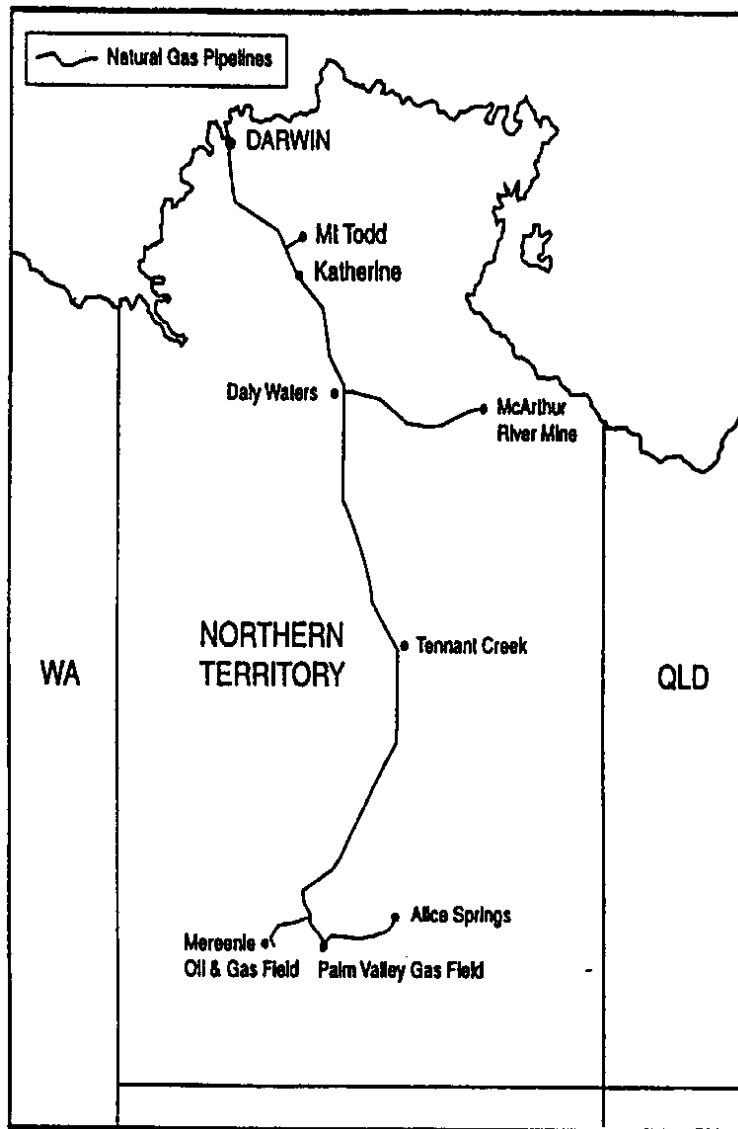 Natural Gas Pipelines
DARWIN
Mt Todd
Katherine
Daly Waters
McArthur
River Mine
NORTHERN
TERRITORY
Tennant Creek
WA
QLD
Alice Springs
Mereenie
Oil & Gas Field
Palm Valley Gas Field